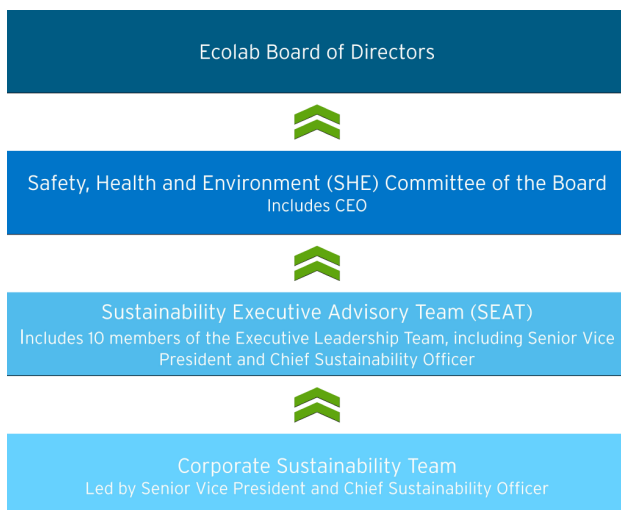 Ecolab Board of Directors
Safety, Health and Environment (SHE) Committee of the Board
Includes CEO
Sustainability Executive Advisory Team (SEAT)
Includes 10 members of the Executive Leadership Team, including Senior Vice
President and Chief Sustainability Officer
Corporate Sustainability Team
Led by Senior Vice President and Chief Sustainability Officer